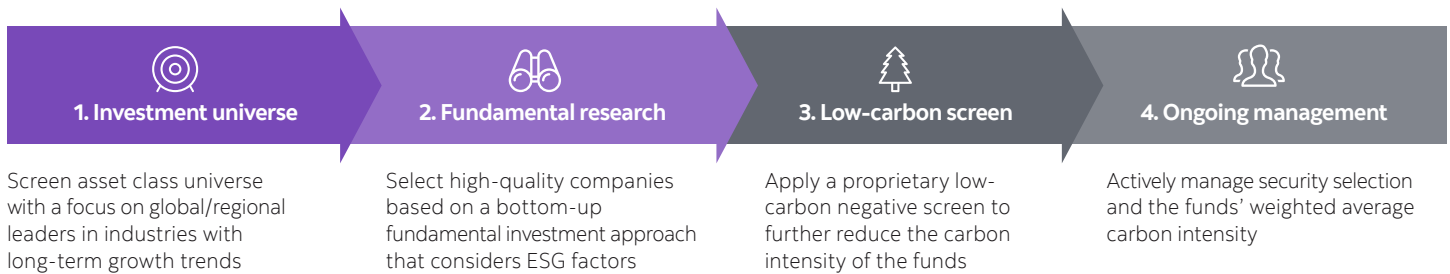 1. Investment universe
Screen asset class universe
with a focus on global/regional
leaders in industries with
long-term growth trends
2. Fundamental research
Select high-quality companies
based on a bottom-up
fundamental investment approach
that considers ESG factors
3. Low-carbon screen
Apply a proprietary low-
carbon negative screen to
further reduce the carbon
intensity of the funds
4. Ongoing management
Actively manage security selection
and the funds’ weighted average
carbon intensity